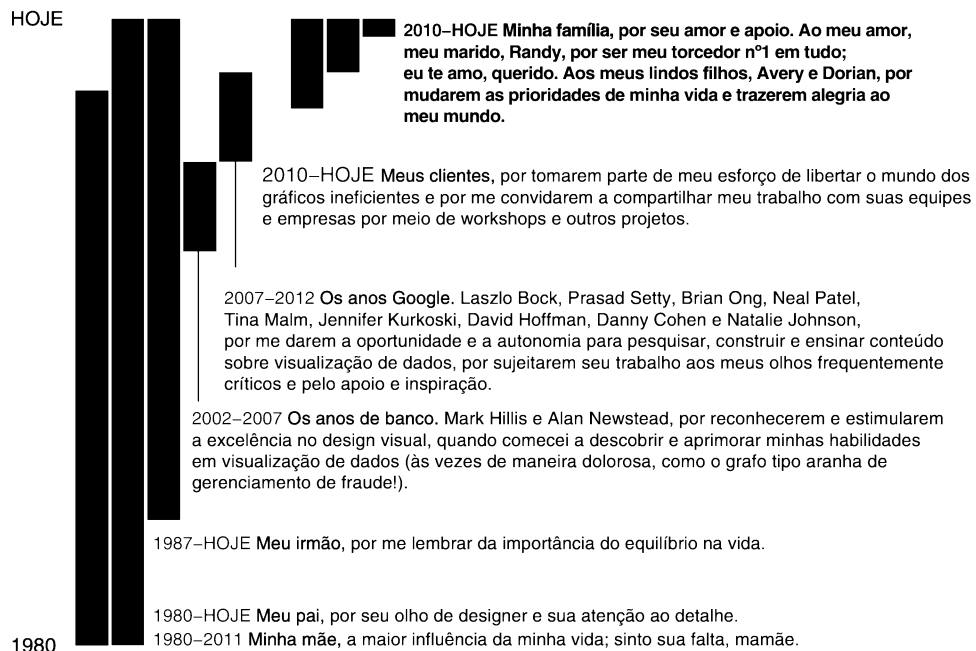 HOJE
2010–HOJE Minha família, por seu amor e apoio. Ao meu amor,
meu marido, Randy, por ser meu torcedor nº1 em tudo;
eu te amo, querido. Aos meus lindos filhos, Avery e Dorian, por
mudarem as prioridades de minha vida e trazerem alegria ao
meu mundo.
2010–HOJE Meus clientes, por tomarem parte de meu esforço de libertar o mundo dos
gráficos ineficientes e por me convidarem a compartilhar meu trabalho com suas equipes
e empresas por meio de workshops e outros projetos.
2007–2012 Os anos Google. Laszlo Bock, Prasad Setty, Brian Ong, Neal Patel,
Tina Malm, Jennifer Kurkoski, David Hoffman, Danny Cohen e Natalie Johnson,
por me darem a oportunidade e a autonomia para pesquisar, construir e ensinar conteúdo
sobre visualização de dados, por sujeitarem seu trabalho aos meus olhos frequentemente
críticos e pelo apoio e inspiração.
2002–2007 Os anos de banco. Mark Hillis e Alan Newstead, por reconhecerem e estimularem
a excelência no design visual, quando comecei a descobrir e aprimorar minhas habilidades
em visualização de dados (às vezes de maneira dolorosa, como o grafo tipo aranha de
gerenciamento de fraude!).
1987–HOJE Meu irmão, por me lembrar da importância do equilíbrio na vida.
1980–HOJE Meu pai, por seu olho de designer e sua atenção ao detalhe.
1980–2011 Minha mãe, a maior influência da minha vida; sinto sua falta, mamãe.
1980